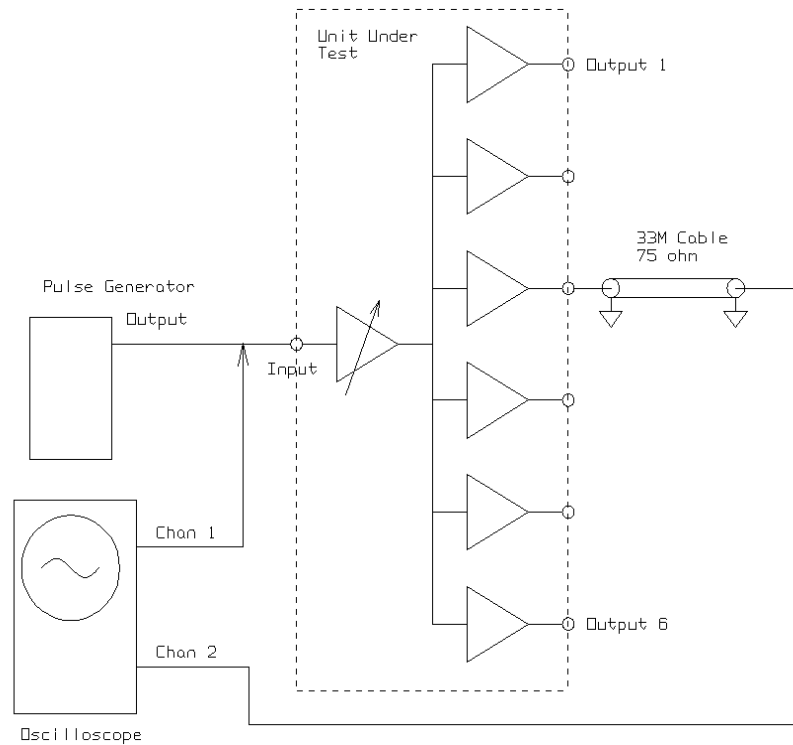 Unit Under
Test
Output 1
33M Cable
75 ohn
Pulse Generator
Output
Input
Chan 1
Output 6
Chan 2
Oscilloscope